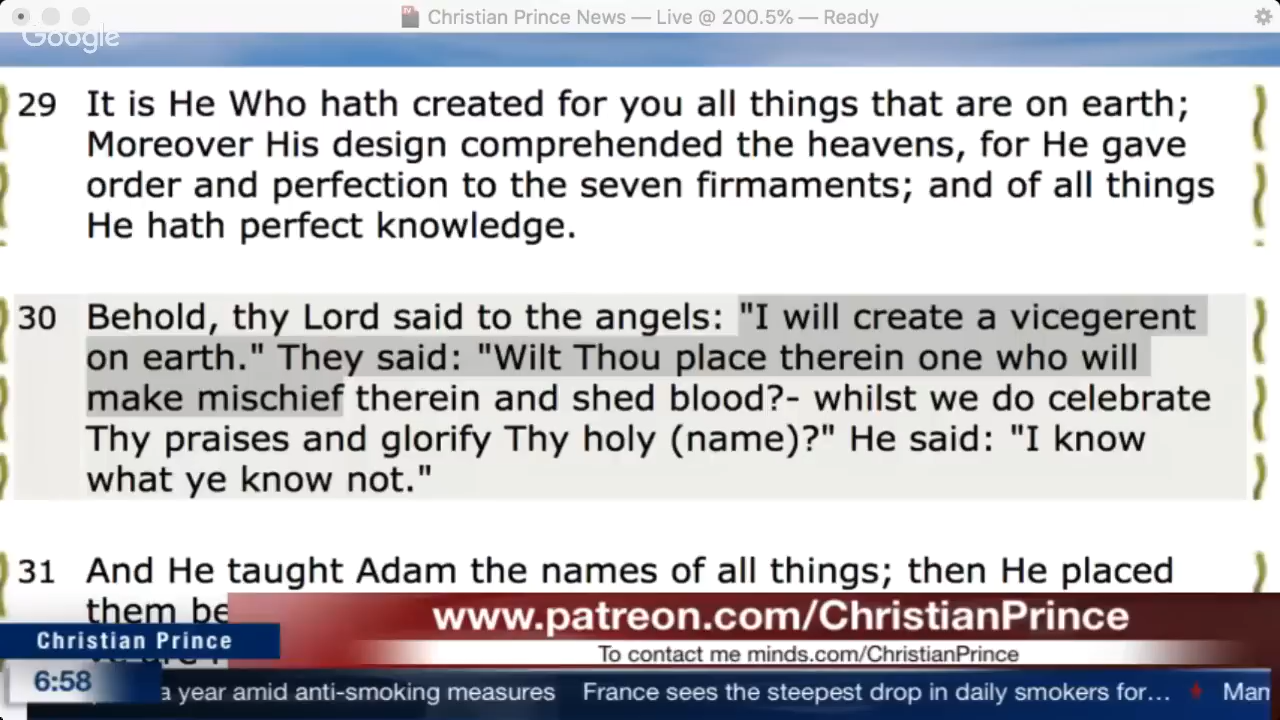 Christian Prince News — Live @ 200.5% — Ready
Google
29 It is He Who hath created for you all things that are on earth;
Moreover His design comprehended the heavens, for He gave
order and perfection to the seven firmaments; and of all things
He hath perfect knowledge.
30 Behold, thy Lord said to the angels: "I will create a vicegerent
on earth." They said: "Wilt Thou place therein one who will
make mischief therein and shed blood?- whilst we do celebrate
Thy praises and glorify Thy holy (name)?" He said: "I know
what ye know not."
31 And He taught Adam the names of all things; then He placed
them be
www.patreon.com/ChristianPrince
Christian Prince
To contact me minds.com/ChristianPrince
6:58
a year amid anti-smoking measures France sees the steepest drop in daily smokers for... ★ Man